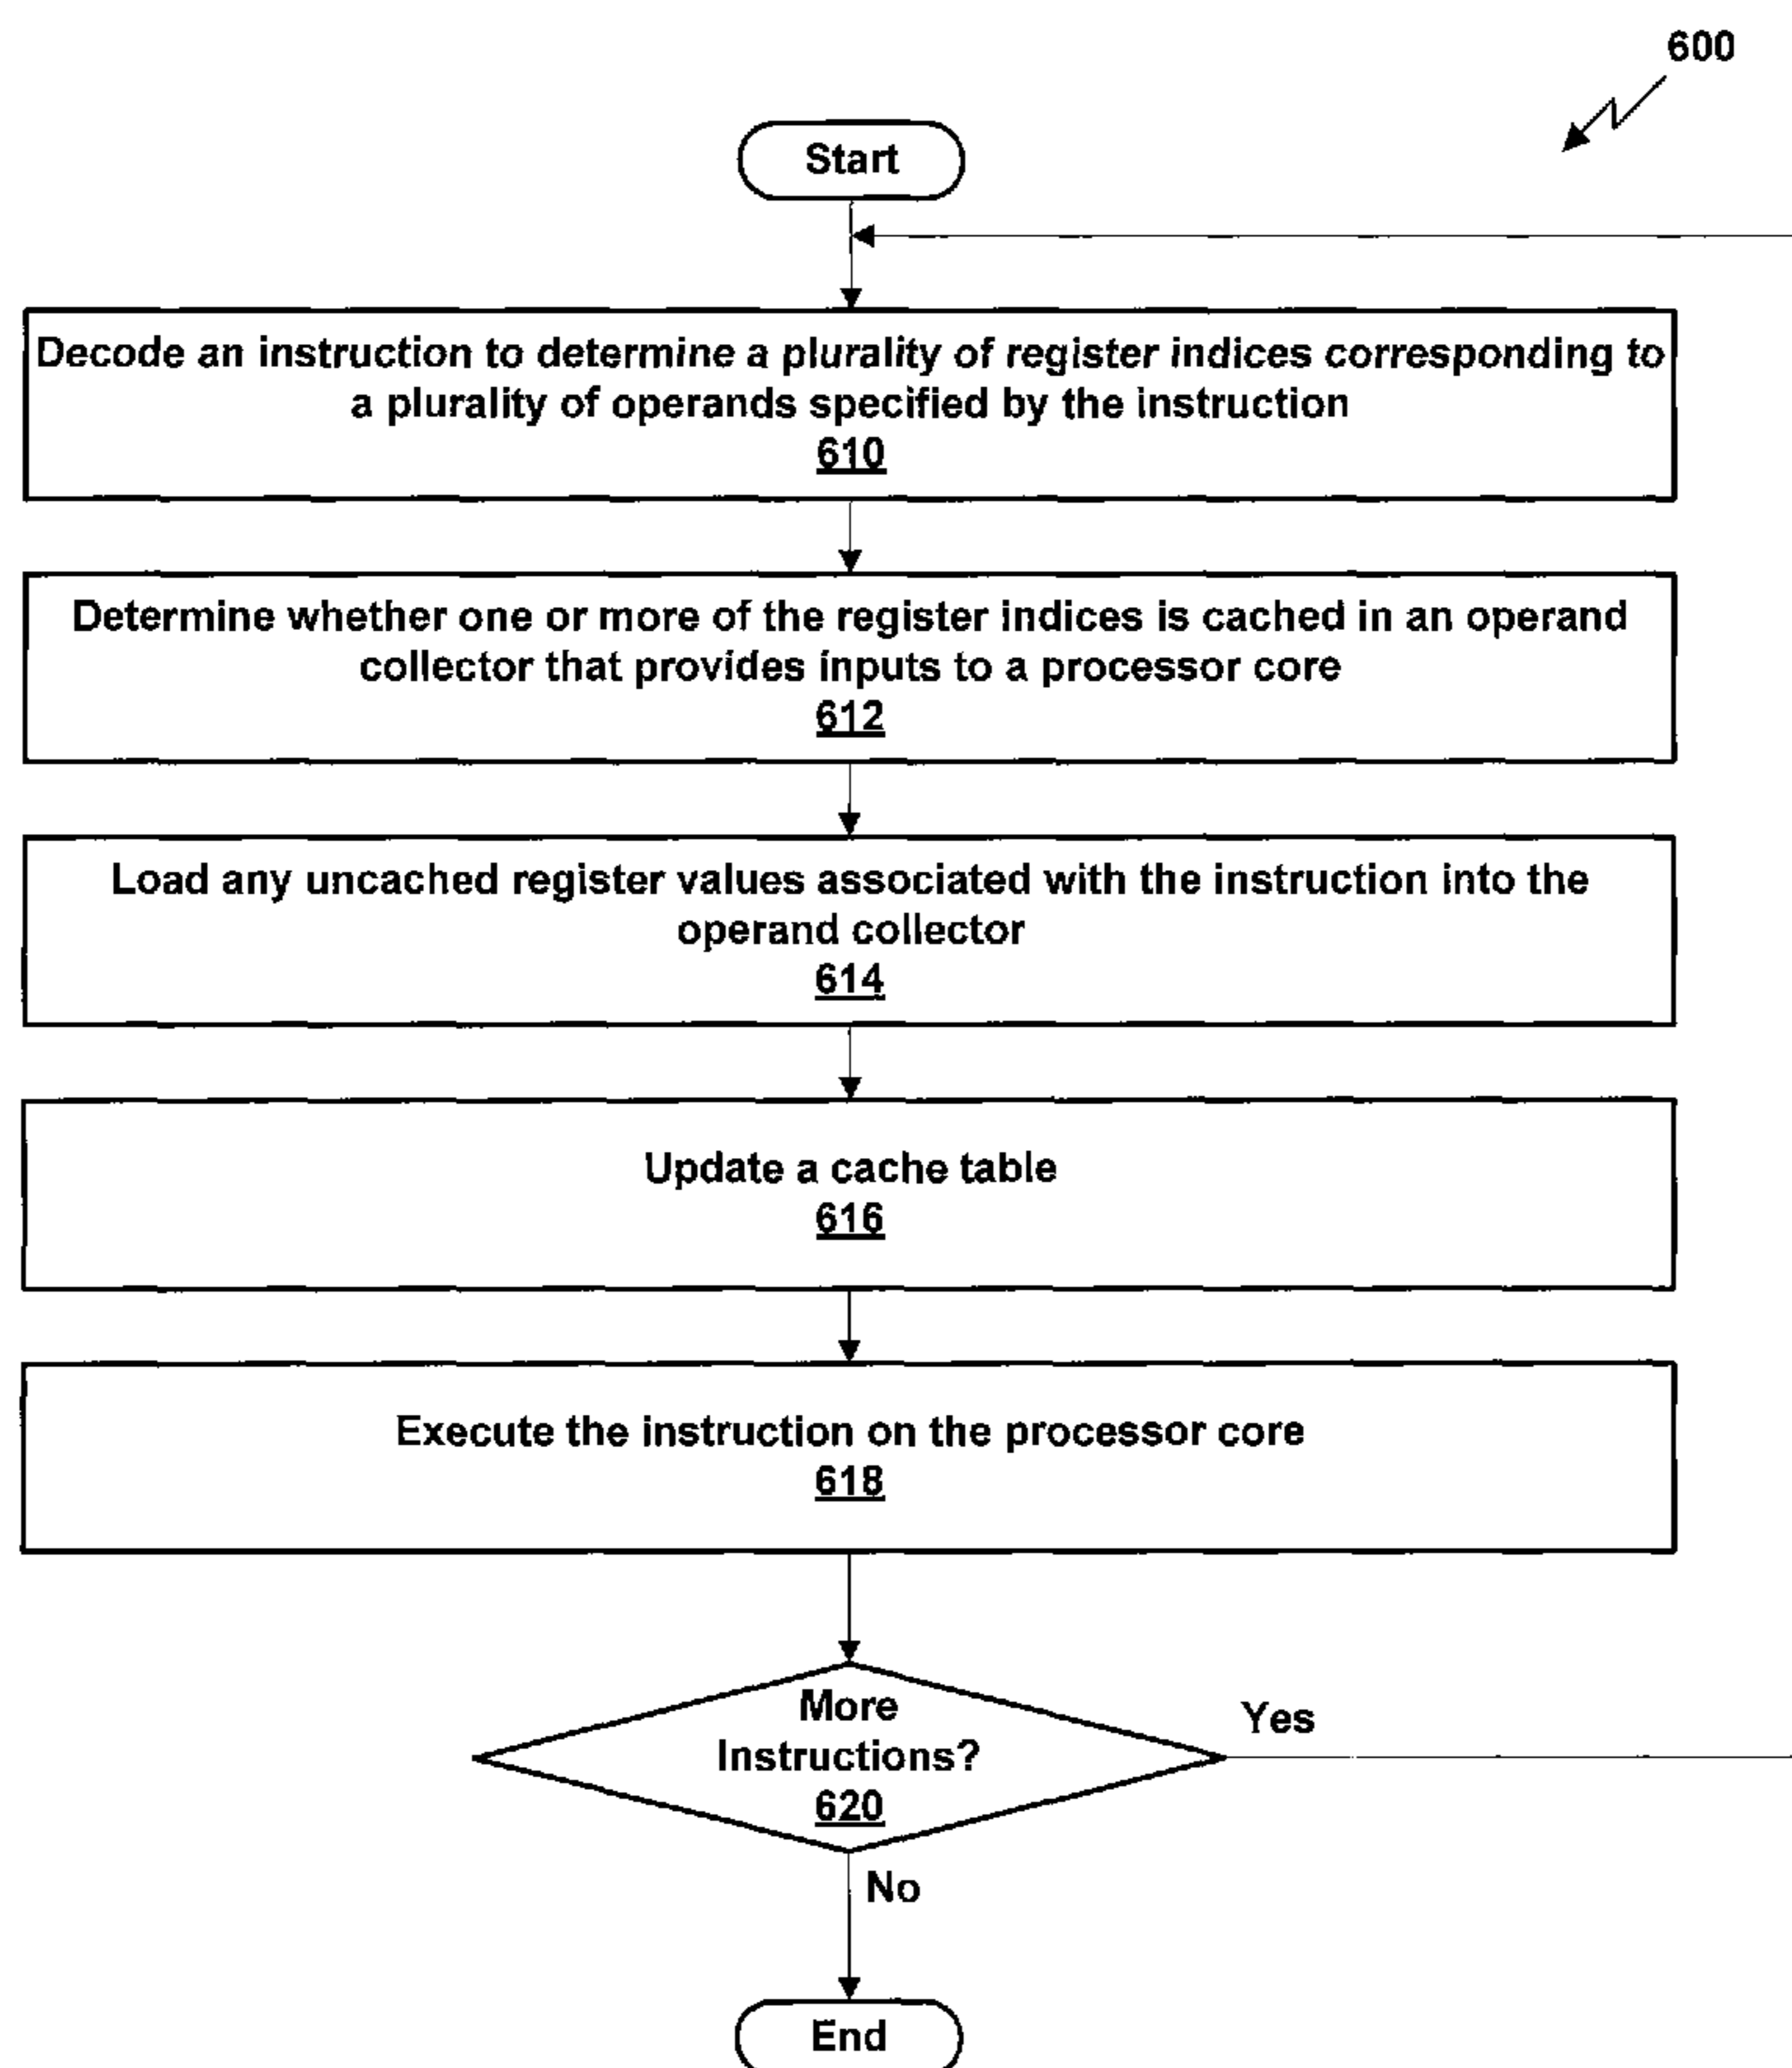 600
Start
Decode an instruction to determine a plurality of register indices corresponding to
a plurality of operands specified by the instruction
610
Determine whether one or more of the register indices is cached in an operand
collector that provides inputs to a processor core
612
Load any uncached register values associated with the instruction into the
operand collector
614
Update a cache table
616
Execute the instruction on the processor core
618
More
Instructions?
620
Yes
No
End